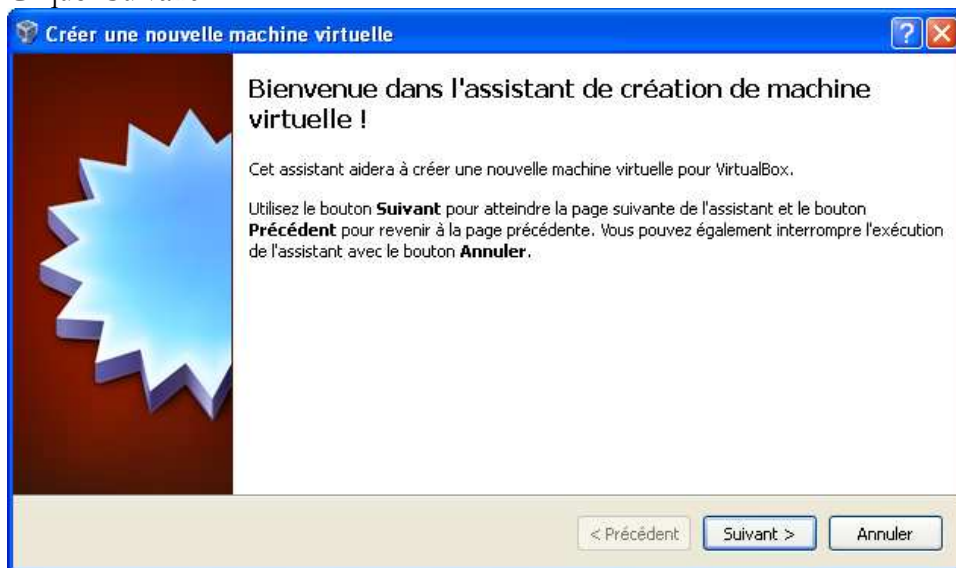 Créer une nouvelle machine virtuelle
Bienvenue dans l'assistant de création de machine
virtuelle !
Cet assistant aidera à créer une nouvelle machine virtuelle pour VirtualBox.
Utilisez le bouton Suivant pour atteindre la page suivante de l'assistant et le bouton
Précédent pour revenir à la page précédente. Vous pouvez également interrompre l'exécution
de l'assistant avec le bouton Annuler.
< Précédent Suivant > Annuler